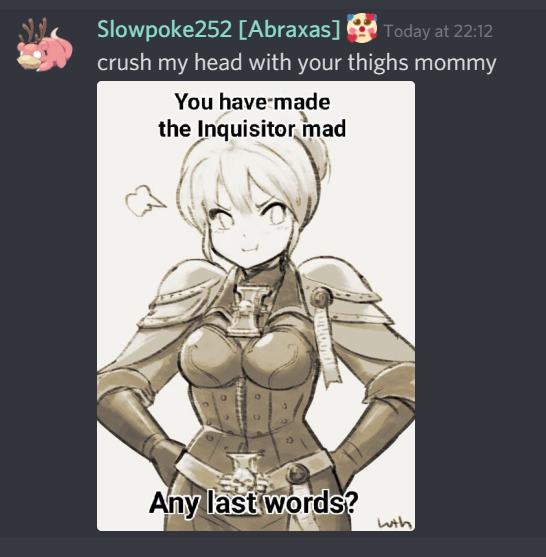 Slowpoke252 [Abraxas] Today at 22:12
crush my head with your thighs mommy
You have made
the Inquisitor mad
Any last words?